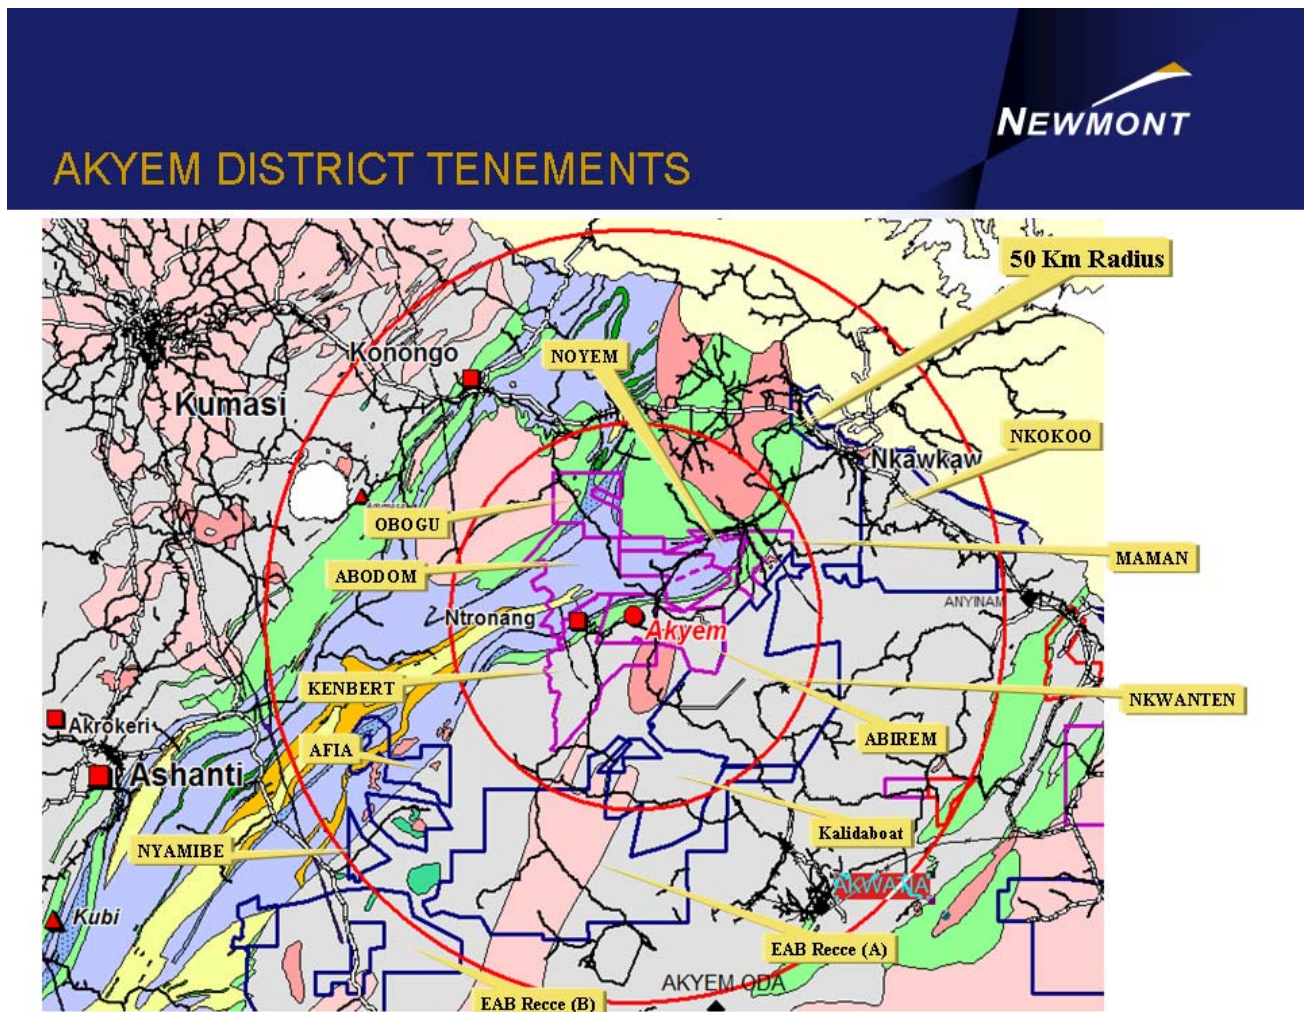 NEWMONT
AKYEM DISTRICT TENEMENTS
50 Km Radius
Konongo
NOYEM
Kumasi
NKOKOO
Nkawkaw
OBOGU
MAMAN
ABODOM
ANYINAM
Ntronang
Akyem
KENBERT
NKWANTEN
Akrokeri
ABIREM
AFIA
Ashanti
Kalidaboat
NYAMIBE
AKWANA
Kubi
EAB Recce (A)
AKYEM ODA
EAB Recce (B)